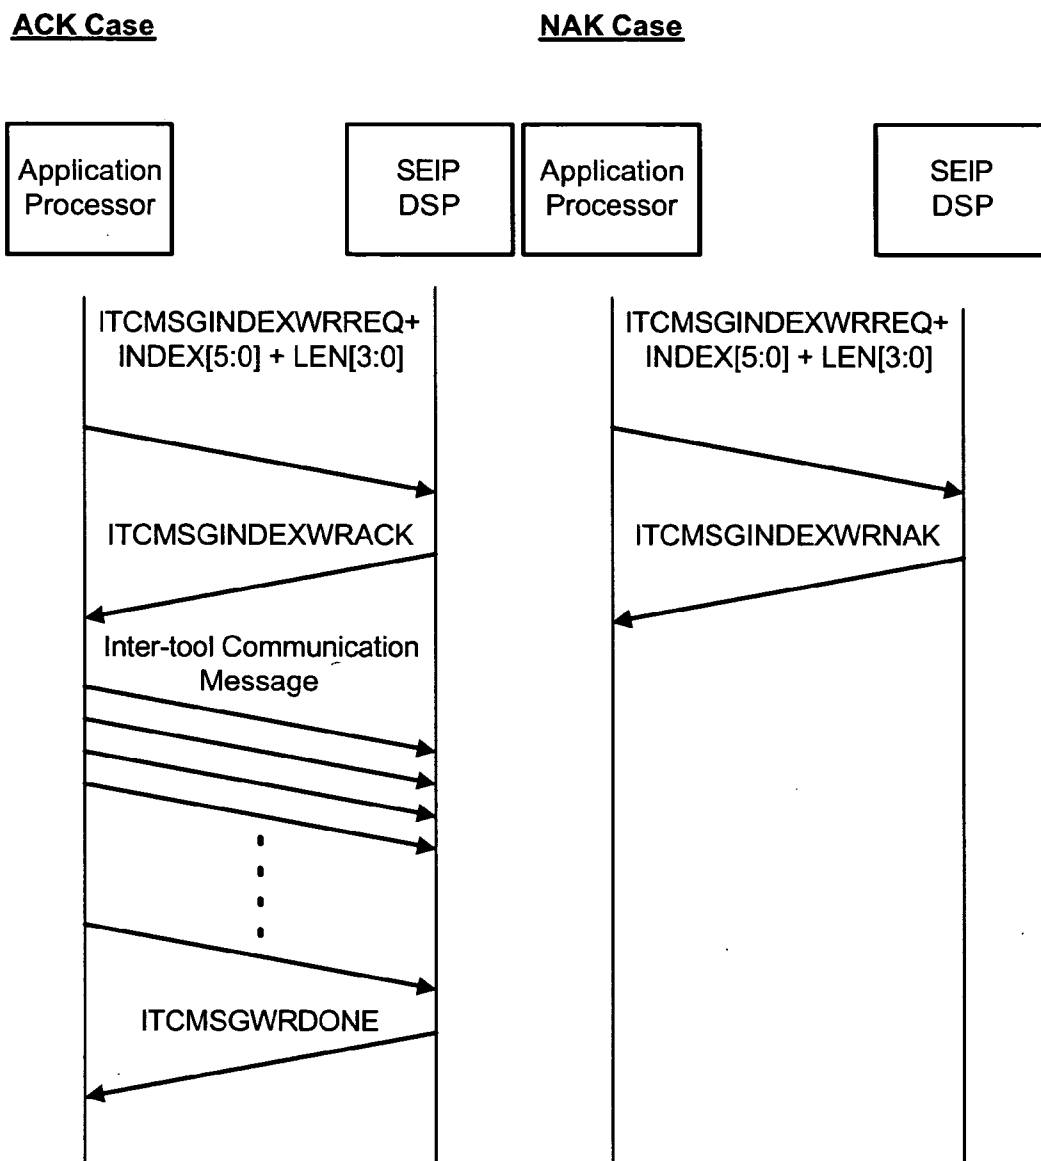 ACK Case
NAK Case
Application
Processor
SEIP
DSP
Application
Processor
SEIP
DSP
ITCMSGINDEXWRREQ+
INDEX[5:0] + LEN[3:0]
ITCMSGINDEXWRREQ+
INDEX[5:0] + LEN[3:0]
ITCMSGINDEXWRACK
ITCMSGINDEXWRNAK
Inter-tool Communication
Message
ITCMSGWRDONE